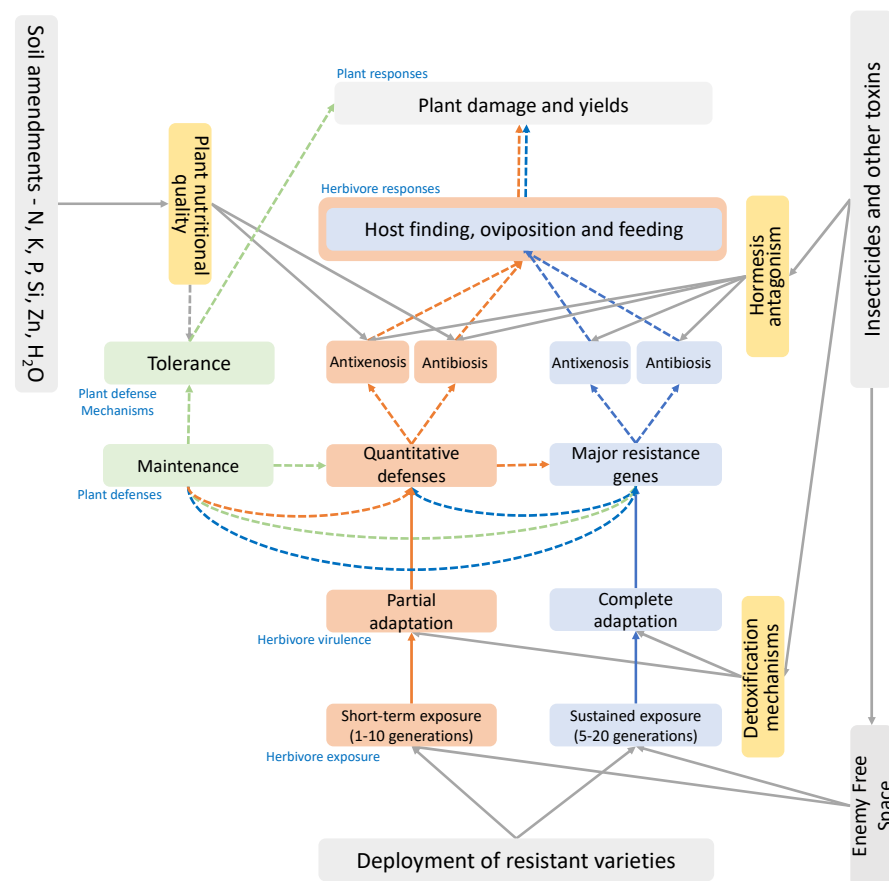 Soil amendments - N, K, P, Si, Zn, H₂O
Plant nutritional
quality
Plant responses
Plant damage and yields
Herbivore responses
Host finding, oviposition and feeding
Insecticides and other toxins
Hormesis
antagonism
Tolerance
Antixenosis
Antibiosis
Antixenosis
Antibiosis
Plant defense
Mechanisms
Maintenance
Quantitative
defenses
Major resistance
genes
Plant defenses
Partial
adaptation
Complete
adaptation
Herbivore virulence
Detoxification
mechanisms
Short-term exposure
(1-10 generations)
Sustained exposure
(5-20 generations)
Herbivore exposure
Enemy Free
Space
Deployment of resistant varieties